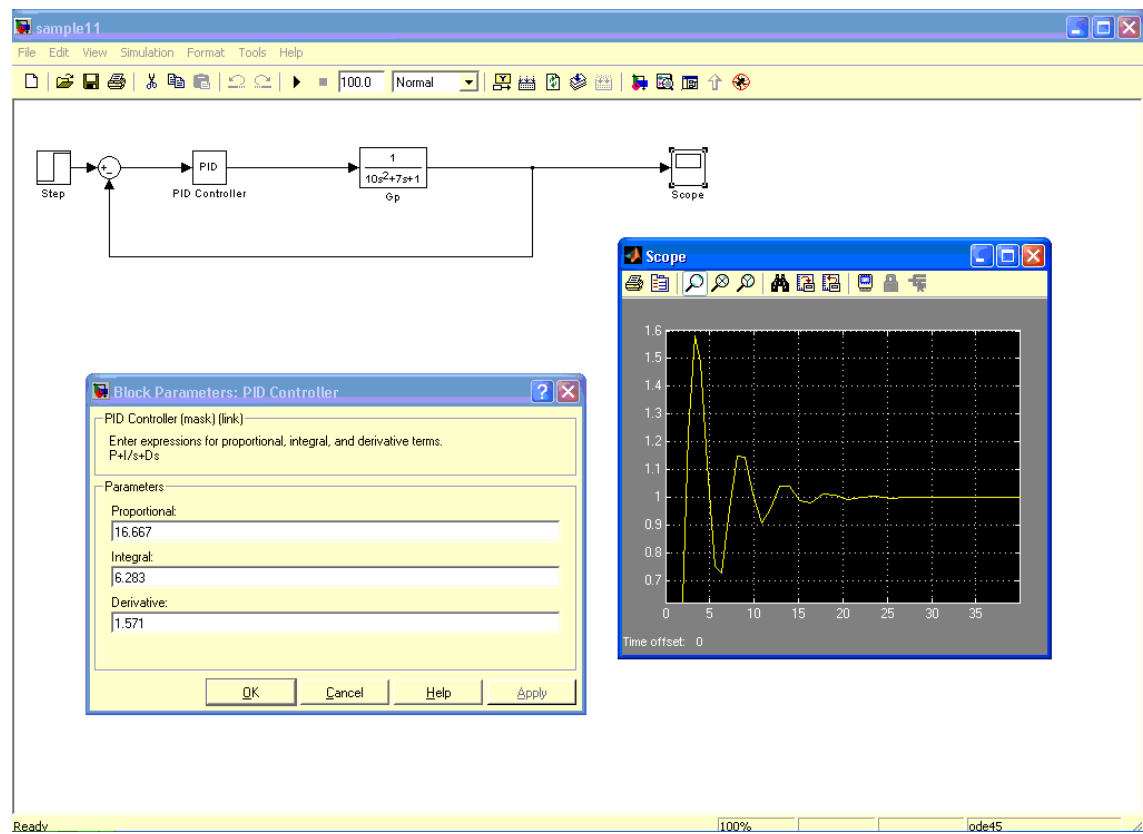 sample11
File Edit View Simulation Format Tools Help
100.0 Normal
Step
+
-
PID
PID Controller
1
10s2+7s+1
Gp
Scope
Scope
1.6
1.5
1.4
1.3
1.2
1.1
1
0.9
0.8
0.7
0 5 10 15 20 25 30 35
Time offset: 0
Block Parameters: PID Controller
PID Controller (mask) (link)
Enter expressions for proportional, integral, and derivative terms.
P+I/s+Ds
Parameters
Proportional:
16.667
Integral:
6.283
Derivative:
1.571
OK Cancel Help Apply
Ready 100% ode45